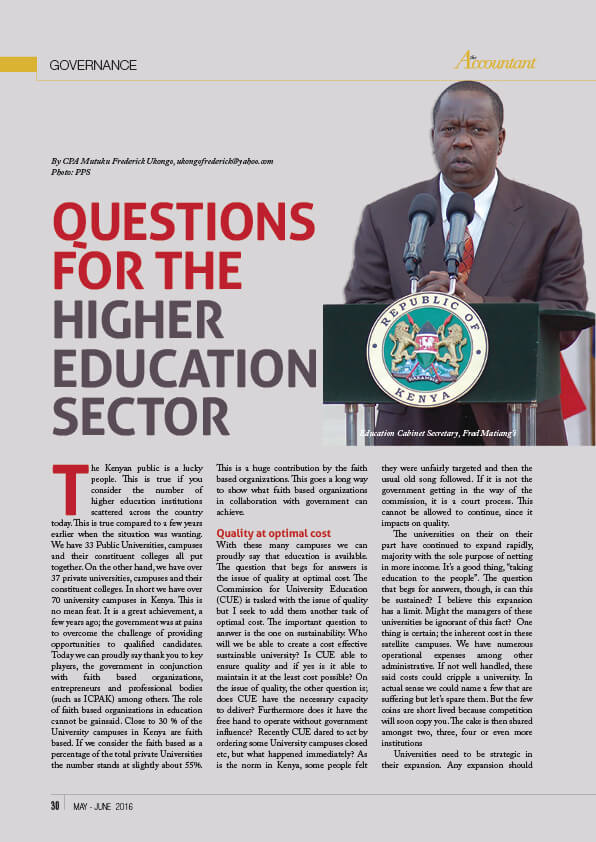 GOVERNANCE
The Accountant
By CPA Mutuku Frederick Ukongo, ukongofrederick@yahoo.com
Photo: PPS
QUESTIONS
FOR THE
HIGHER
EDUCATION
SECTOR
REPUBLIC OF
KENYA
HARAMBEE
Education Cabinet Secretary, Fred Matiang'i
The Kenyan public is a lucky
people. This is true if you
consider the number of
higher education institutions
scattered across the country
today. This is true compared to a few years
earlier when the situation was wanting.
We have 33 Public Universities, campuses
and their constituent colleges all put
together. On the other hand, we have over
37 private universities, campuses and their
constituent colleges. In short we have over
70 university campuses in Kenya. This is
no mean feat. It is a great achievement, a
few years ago; the government was at pains
to overcome the challenge of providing
opportunities to qualified candidates.
Today we can proudly say thank you to key
players, the government in conjunction
with faith based organizations,
entrepreneurs and professional bodies
(such as ICPAK) among others. The role
of faith based organizations in education
cannot be gainsaid. Close to 30 % of the
University campuses in Kenya are faith
based. If we consider the faith based as a
percentage of the total private Universities
the number stands at slightly about 55%.
This is a huge contribution by the faith
based organizations. This goes a long way
to show what faith based organizations
in collaboration with government can
achieve.
Quality at optimal cost
With these many campuses we can
proudly say that education is available.
The question that begs for answers is
the issue of quality at optimal cost. The
Commission for University Education
(CUE) is tasked with the issue of quality
but I seek to add them another task of
optimal cost. The important question to
answer is the one on sustainability. Who
will we be able to create a cost effective
sustainable university? Is CUE able to
ensure quality and if yes is it able to
maintain it at the least cost possible? On
the issue of quality, the other question is;
does CUE have the necessary capacity
to deliver? Furthermore does it have the
free hand to operate without government
influence? Recently CUE dared to act by
ordering some University campuses closed
etc, but what happened immediately? As
is the norm in Kenya, some people felt
they were unfairly targeted and then the
usual old song followed. If it is not the
government getting in the way of the
commission, it is a court process. This
cannot be allowed to continue, since it
impacts on quality.
The universities on their on their
part have continued to expand rapidly,
majority with the sole purpose of netting
in more income. It's a good thing, "taking
education to the people". The question
that begs for answers, though, is can this
be sustained? I believe this expansion
has a limit. Might the managers of these
universities be ignorant of this fact? One
thing is certain; the inherent cost in these
satellite campuses. We have numerous
operational expenses among other
administrative. If not well handled, these
said costs could cripple a university. In
actual sense we could name a few that are
suffering but let's spare them. But the few
coins are short lived because competition
will soon copy you. The cake is then shared
amongst two, three, four or even more
institutions
Universities need to be strategic in
their expansion. Any expansion should
30 MAY - JUNE 2016